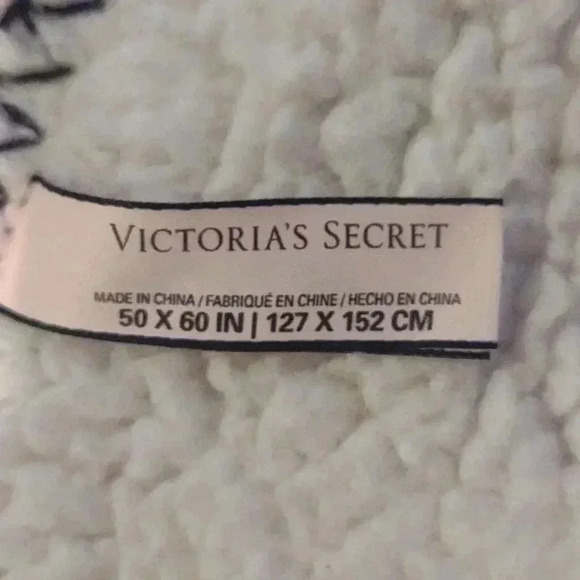 VICTORIA'S SECRET
MADE IN CHINA / FABRIQUÉ EN CHINE / HECHO EN CHINA
50 X 60 IN | 127 X 152 CM